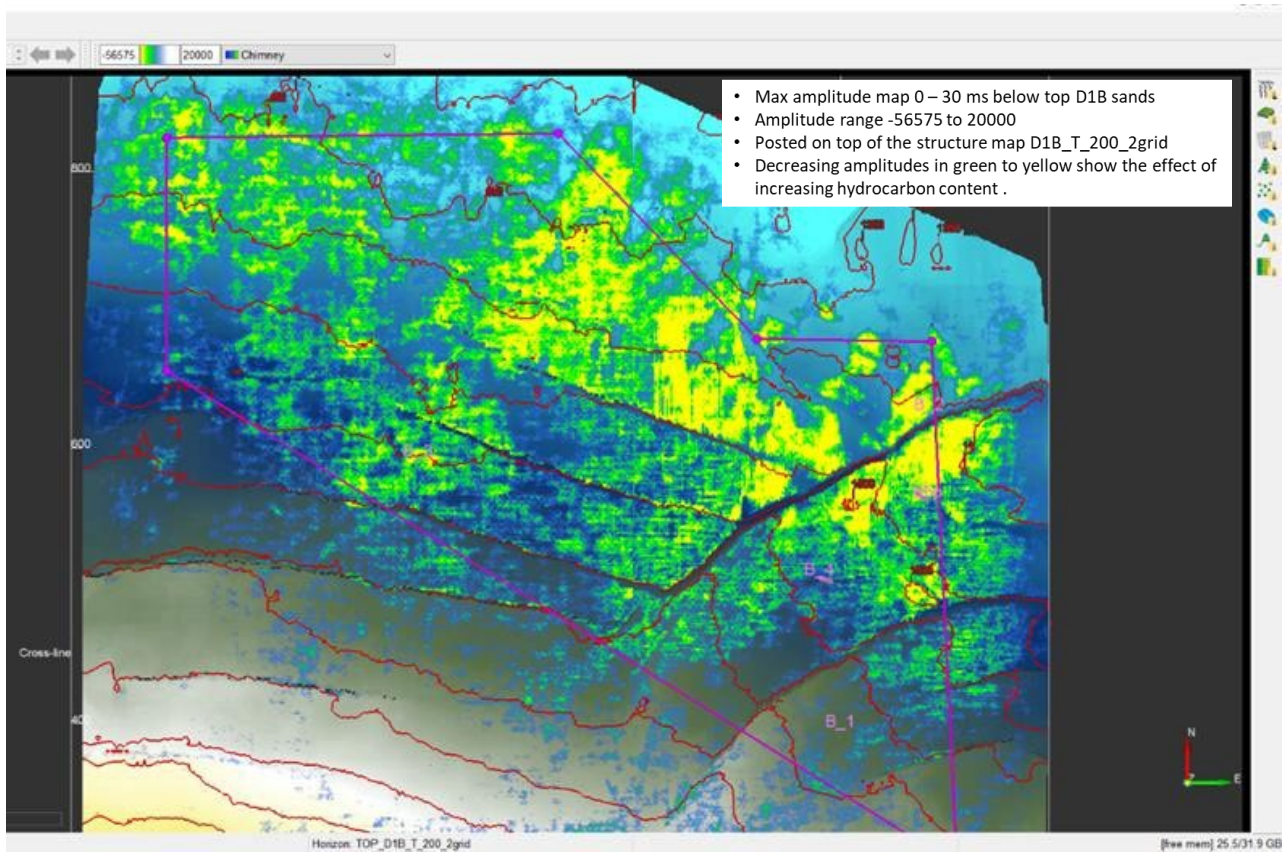 -56575
20000
Chimney
• Max amplitude map 0 – 30 ms below top D1B sands
• Amplitude range -56575 to 20000
• Posted on top of the structure map D1B_T_200_2grid
• Decreasing amplitudes in green to yellow show the effect of
increasing hydrocarbon content .
800
600
Cross-line
400
B_1
N
E
Z
Horizon: TOP_D1B_T_200_2grid
[free mem] 25.5/31.9 GB